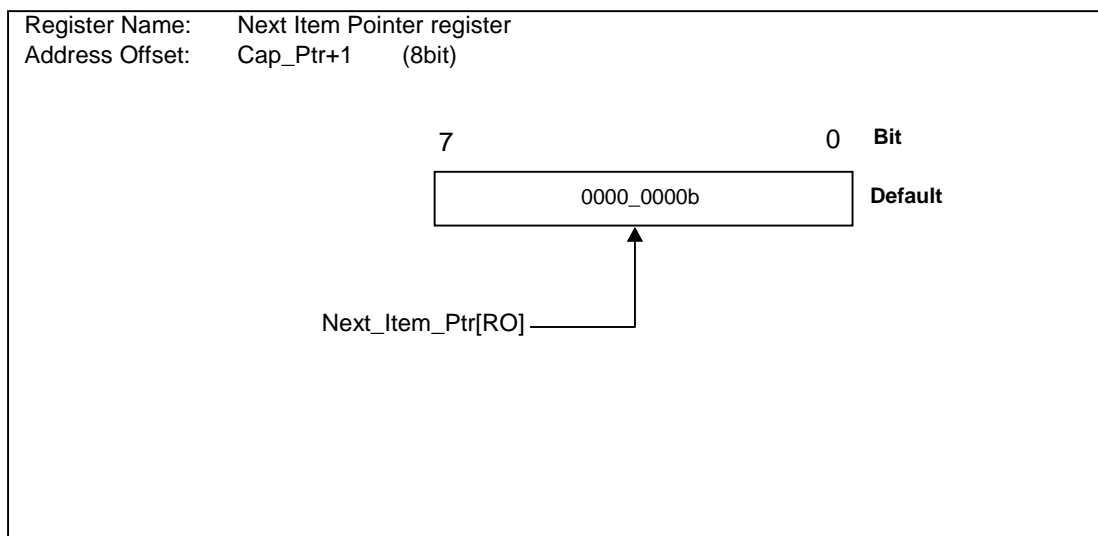 Register Name: Next Item Pointer register
Address Offset: Cap_Ptr+1 (8bit)
7 0 Bit
0000_0000b Default
Next_Item_Ptr[RO]